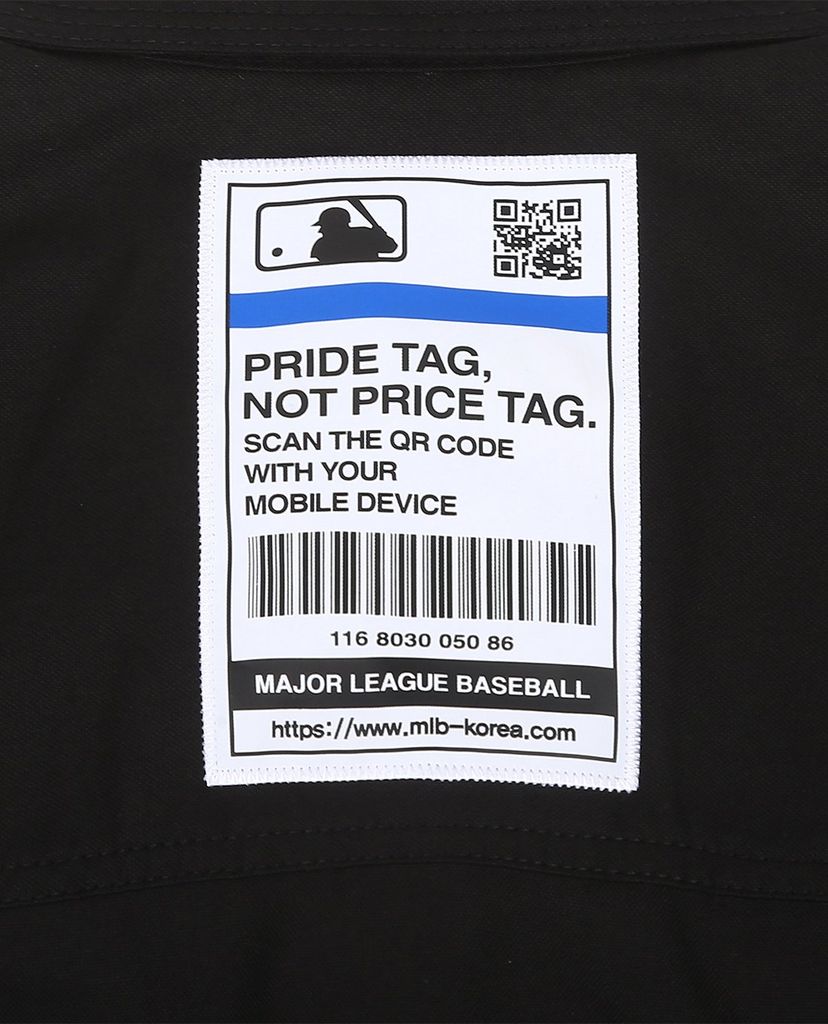 PRIDE TAG,
NOT PRICE TAG.
SCAN THE QR CODE
WITH YOUR
MOBILE DEVICE
116 8030 050 86
MAJOR LEAGUE BASEBALL
https://www.mlb-korea.com